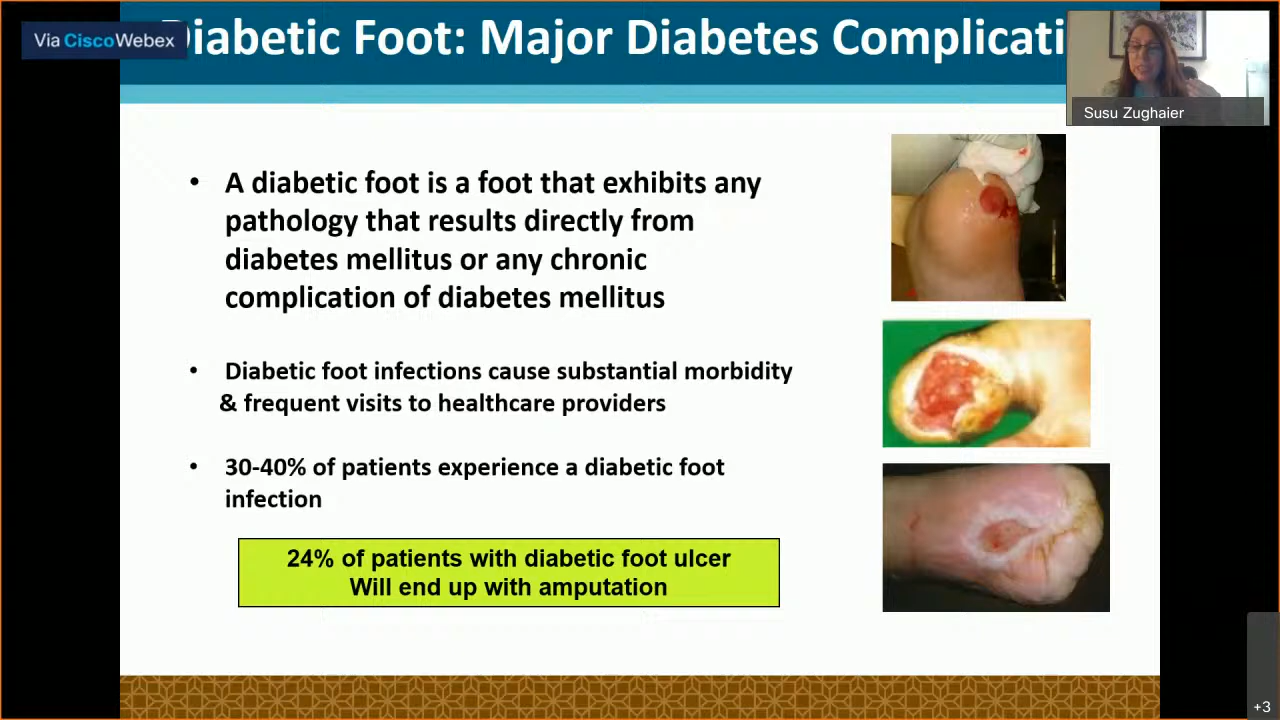 Via Cisco Webex
Diabetic Foot: Major Diabetes Complicati
Susu Zughaier
• A diabetic foot is a foot that exhibits any
pathology that results directly from
diabetes mellitus or any chronic
complication of diabetes mellitus
• Diabetic foot infections cause substantial morbidity
& frequent visits to healthcare providers
• 30-40% of patients experience a diabetic foot
infection
24% of patients with diabetic foot ulcer
Will end up with amputation
+3